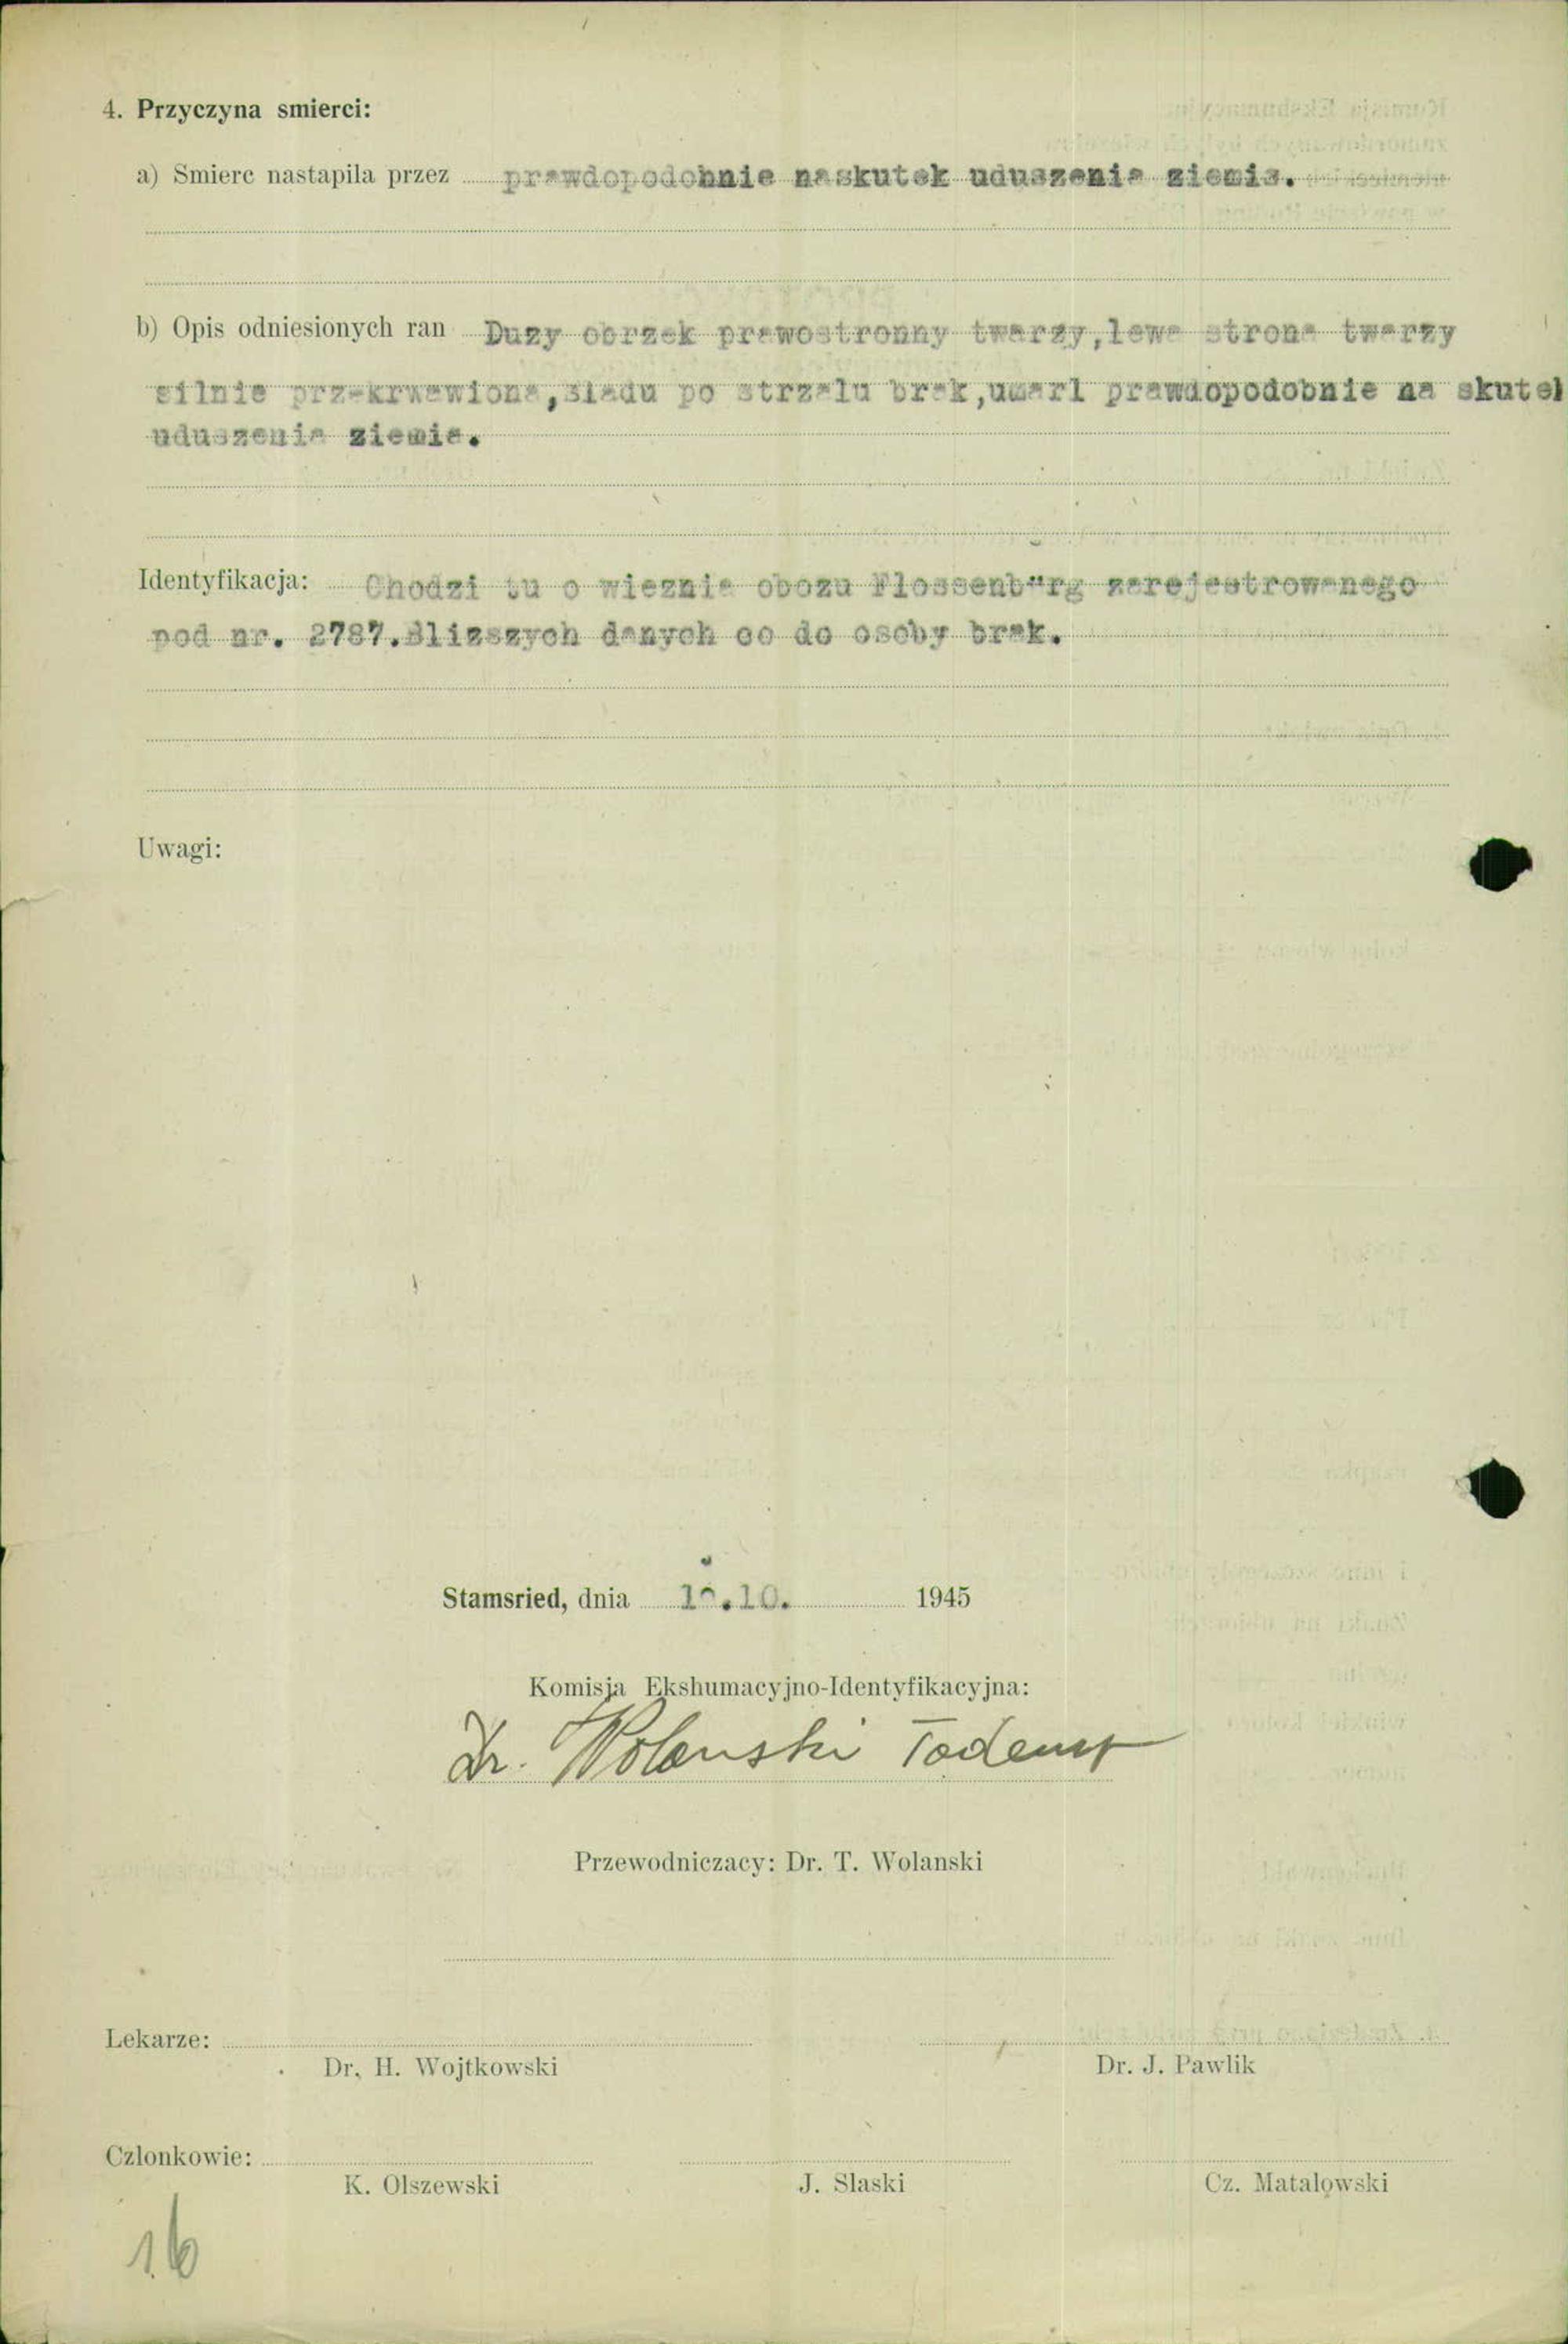 4. Przyczyna smierci:
a) Smierc nastapila przez prawdopodobnie naskutek uduszenia ziemia.
b) Opis odniesionych ran Duzy obrzek prawostronny twarzy,lewa strona twarzy
silnie przekrwawiona,sladu po strzalu brak,umarl prawdopodobnie na skutek
uduszenia ziemia.
Identyfikacja: Chodzi tu o wieznia obozu Flossenbürg zarejestrowanego
pod nr. 2787.Blizszych danych co do osoby brak.
Uwagi:
Stamsried, dnia .10. 1945
Komisja Ekshumacyjno-Identyfikacyjna:
Dr. Wolanski Tadeusz
Przewodniczacy: Dr. T. Wolanski
Lekarze:
Dr. H. Wojtkowski Dr. J. Pawlik
Czlonkowie:
K. Olszewski J. Slaski Cz. Matalowski
16